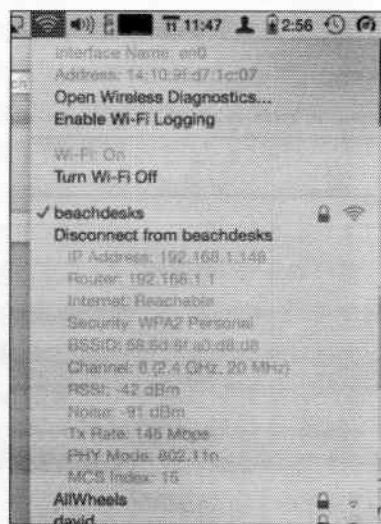 11:47 2:56
Interface Name: en0
Address: 14:10:9f:d7:1c:07
Open Wireless Diagnostics...
Enable Wi-Fi Logging
Wi-Fi: On
Turn Wi-Fi Off
✓ beachdesks
Disconnect from beachdesks
IP Address: 192.168.1.148
Router: 192.168.1.1
Internet: Reachable
Security: WPA2 Personal
BSSID:
Channel: 6 (2.4 GHz, 20 MHz)
RSSI: -42 dBm
Noise: -91 dBm
Tx Rate: 145 Mbps
PHY Mode: 802.11n
MCS Index: 15
AllWheels
david